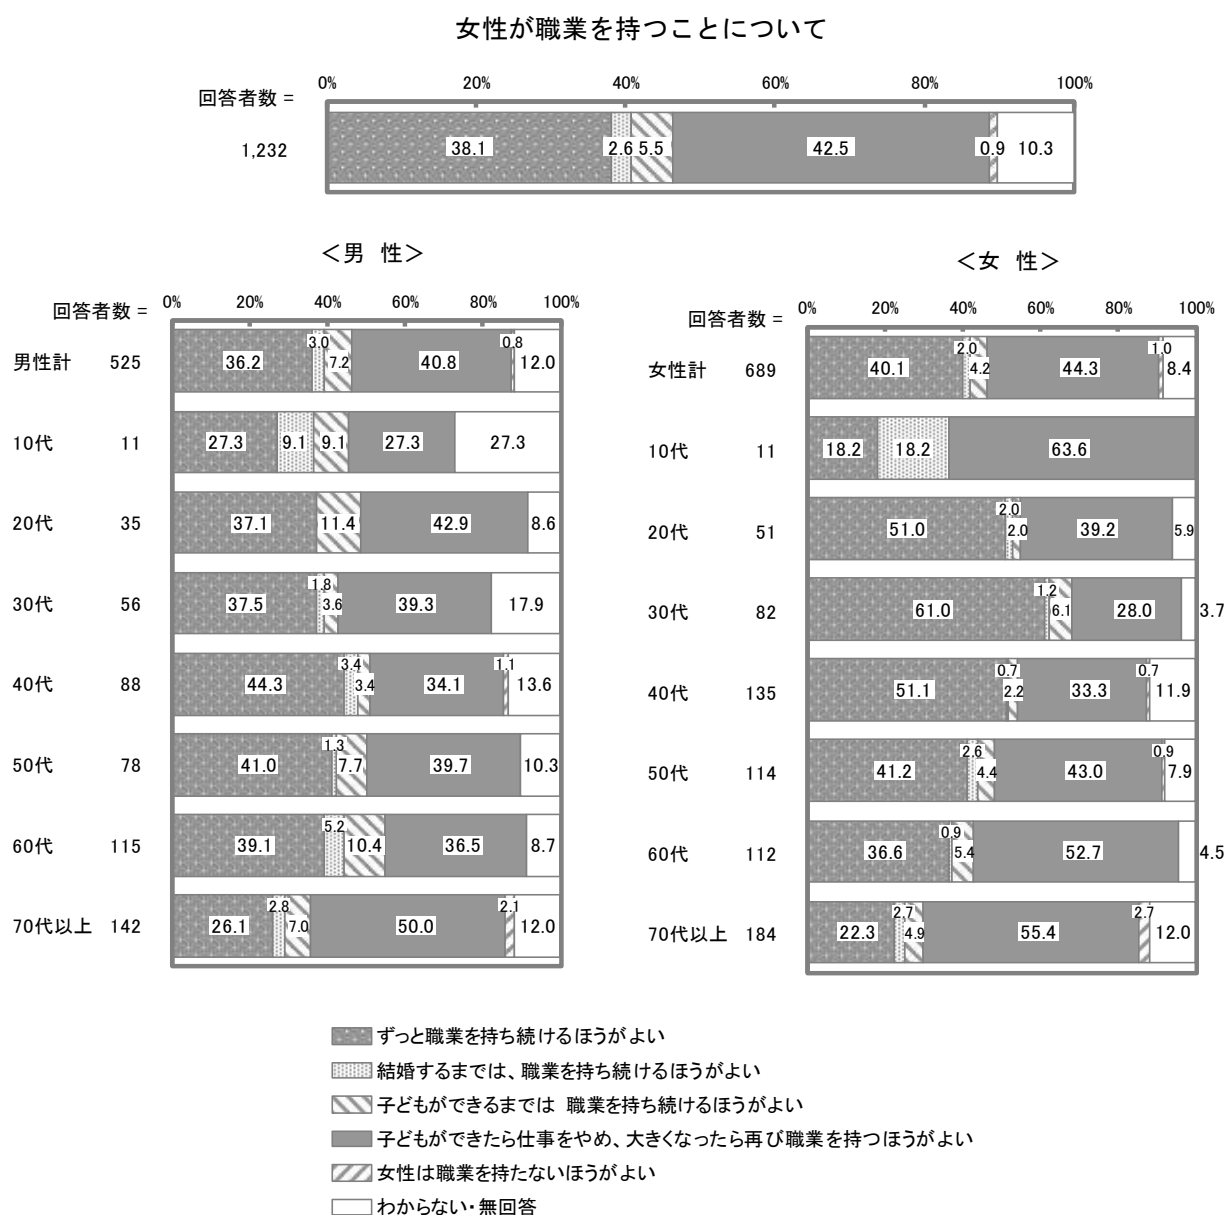 女性が職業を持つことについて
0% 20% 40% 60% 80% 100%
回答者数 =
1,232 38.1 2.6 5.5 42.5 0.9 10.3
＜男 性＞
0% 20% 40% 60% 80% 100%
回答者数 =
男性計 525 36.2 3.0 7.2 40.8 0.8 12.0
10代 11 27.3 9.1 9.1 27.3 27.3
20代 35 37.1 11.4 42.9 8.6
30代 56 37.5 1.8 3.6 39.3 17.9
40代 88 44.3 3.4 3.4 34.1 1.1 13.6
50代 78 41.0 1.3 7.7 39.7 10.3
60代 115 39.1 5.2 10.4 36.5 8.7
70代以上 142 26.1 2.8 7.0 50.0 2.1 12.0
＜女 性＞
0% 20% 40% 60% 80% 100%
回答者数 =
女性計 689 40.1 2.0 4.2 44.3 1.0 8.4
10代 11 18.2 18.2 63.6
20代 51 51.0 2.0 2.0 39.2 5.9
30代 82 61.0 1.2 6.1 28.0 3.7
40代 135 51.1 0.7 2.2 33.3 0.7 11.9
50代 114 41.2 2.6 4.4 43.0 0.9 7.9
60代 112 36.6 0.9 5.4 52.7 4.5
70代以上 184 22.3 2.7 4.9 55.4 2.7 12.0
ずっと職業を持ち続けるほうがよい
結婚するまでは、職業を持ち続けるほうがよい
子どもができるまでは 職業を持ち続けるほうがよい
子どもができたら仕事をやめ、大きくなったら再び職業を持つほうがよい
女性は職業を持たないほうがよい
わからない・無回答